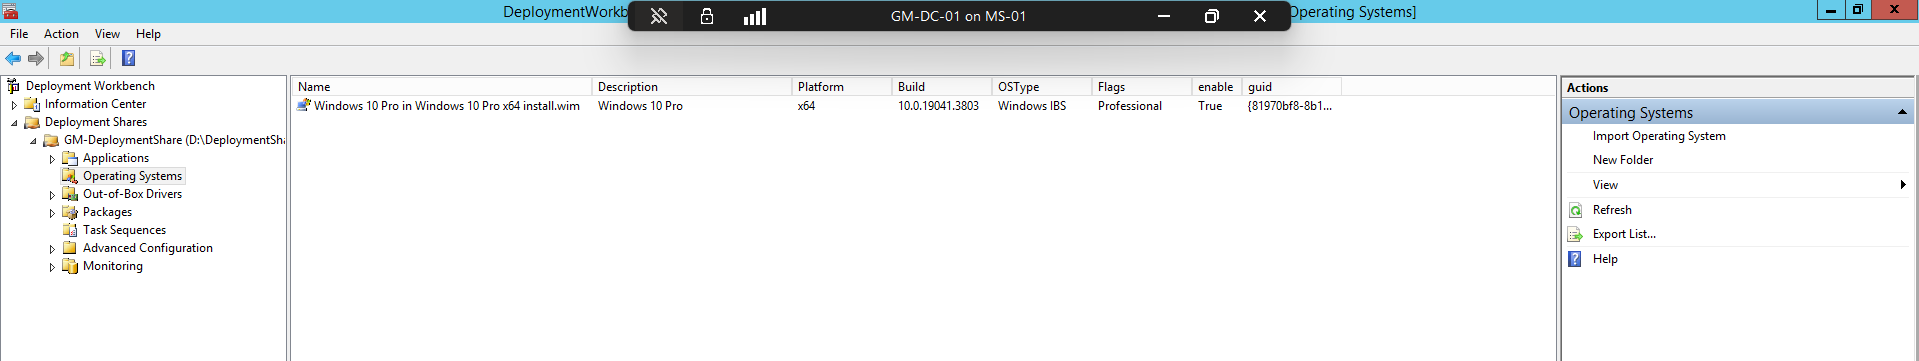 DeploymentWorkb
GM-DC-01 on MS-01
Operating Systems]
File Action View Help
Deployment Workbench
Information Center
Deployment Shares
GM-DeploymentShare (D:\DeploymentSha
Applications
Operating Systems
Out-of-Box Drivers
Packages
Task Sequences
Advanced Configuration
Monitoring
Name Description Platform Build OSType Flags enable guid
Windows 10 Pro in Windows 10 Pro x64 install.wim Windows 10 Pro x64 10.0.19041.3803 Windows IBS Professional True {81970bf8-8b1...
Actions
Operating Systems
Import Operating System
New Folder
View
Refresh
Export List...
Help